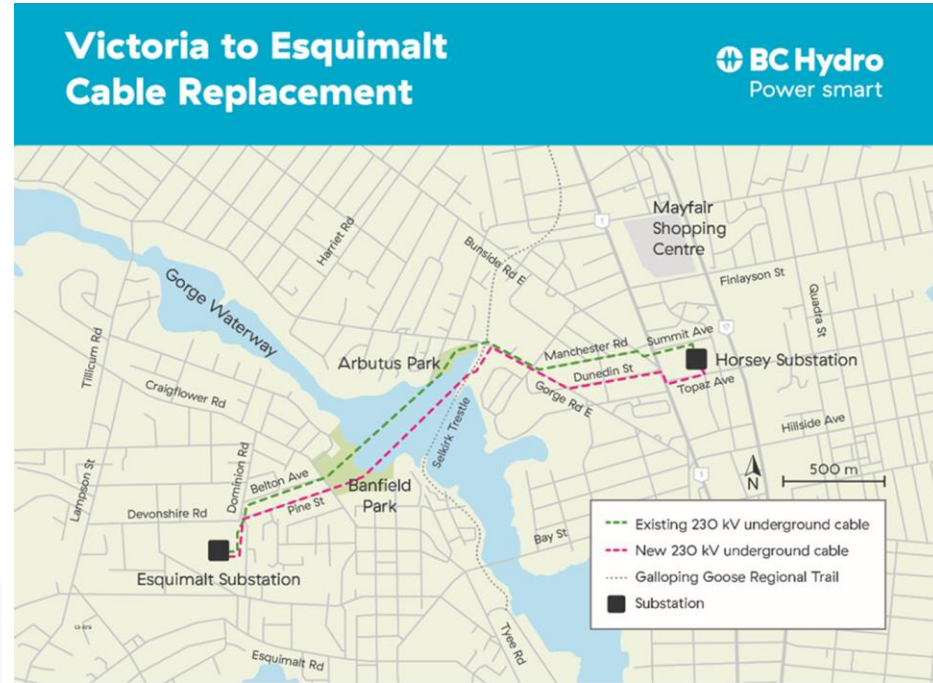 Victoria to Esquimalt
Cable Replacement
BC Hydro
Power smart
Mayfair
Shopping
Centre
Harriet Rd
Bunside Rd E
Finlayson St
Quadra St
Gorge Waterway
Tillicum Rd
Arbutus Park
Manchester Rd
Summit Ave
Horsey Substation
Dunedin St
Topaz Ave
Gorge Rd E
Craigflower Rd
Selkirk Trestle
Hillside Ave
Lampson St
Dominion Rd
Belton Ave
Pine St
Banfield
Park
Devonshire Rd
Bay St
Esquimalt Substation
Tyee Rd
Esquimalt Rd
1
17
1
N
500 m
Existing 230 kV underground cable
New 230 kV underground cable
Galloping Goose Regional Trail
Substation